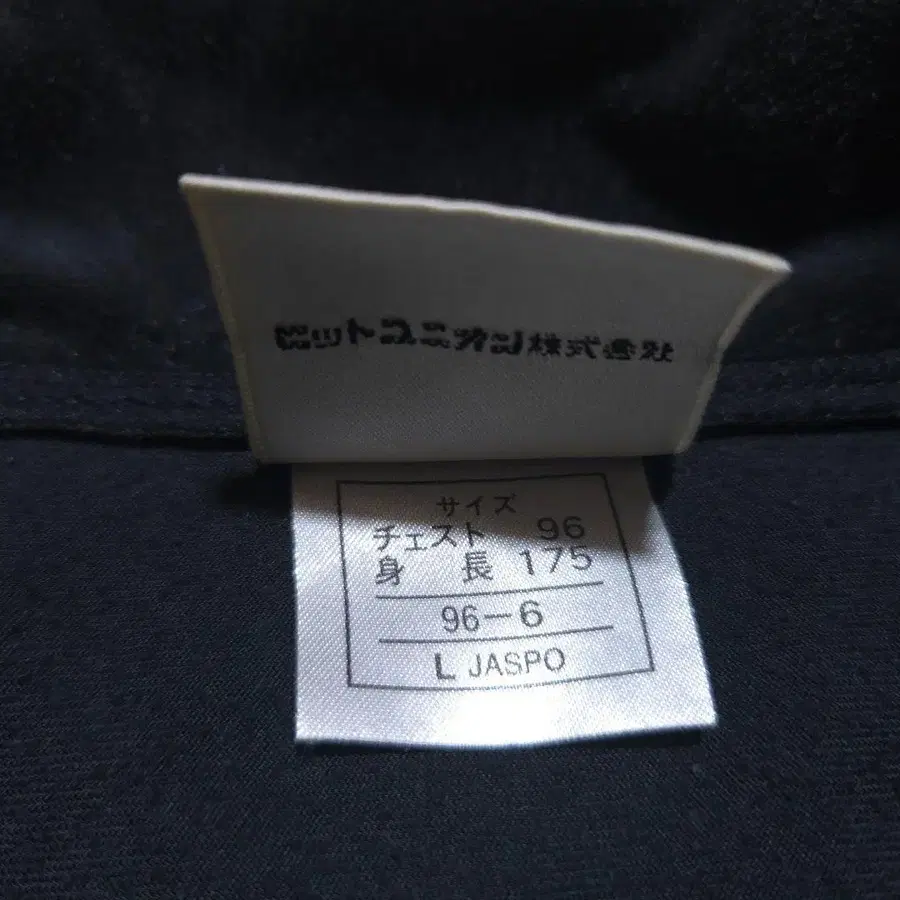 ヒットユニオン株式会社
サイズ
チェスト 96
身長 175
96-6
L JASPO